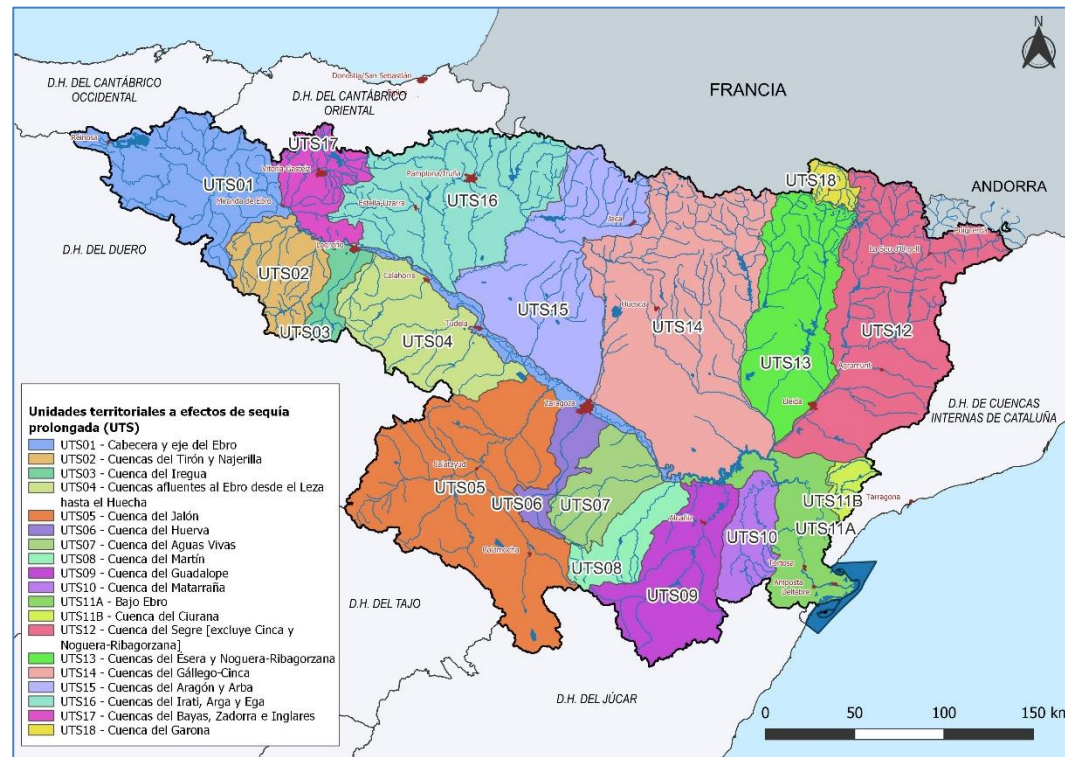 N
Donostia/San Sebastián
D.H. DEL CANTÁBRICO
OCCIDENTAL
D.H. DEL CANTÁBRICO
ORIENTAL
FRANCIA
Reinosa
UTS17
Vitoria-Gasteiz
Pamplona/Iruña
UTS18
ANDORRA
UTS01
UTS16
Miranda de Ebro
Estella-Lizarra
Jaca
La Seu d'Urgell
Puigcerdà
D.H. DEL DUERO
Logroño
UTS02
Calahorra
UTS15
Huesca
UTS14
UTS12
UTS03
UTS04
Tudela
UTS13
Agramunt
Lleida
D.H. DE CUENCAS
INTERNAS DE CATALUÑA
Zaragoza
Calatayud
UTS05
UTS06
UTS07
Alcañiz
UTS11B
Tarragona
UTS11A
UTS10
Calamocha
UTS08
Tortosa
Amposta
Deltebre
UTS09
D.H. DEL TAJO
D.H. DEL JÚCAR
Unidades territoriales a efectos de sequía
prolongada (UTS)
UTS01 - Cabecera y eje del Ebro
UTS02 - Cuencas del Tirón y Najerilla
UTS03 - Cuenca del Iregua
UTS04 - Cuencas afluentes al Ebro desde el Leza
hasta el Huecha
UTS05 - Cuenca del Jalón
UTS06 - Cuenca del Huerva
UTS07 - Cuenca del Aguas Vivas
UTS08 - Cuenca del Martín
UTS09 - Cuenca del Guadalope
UTS10 - Cuenca del Matarraña
UTS11A - Bajo Ebro
UTS11B - Cuenca del Ciurana
UTS12 - Cuenca del Segre [excluye Cinca y
Noguera-Ribagorzana]
UTS13 - Cuencas del Ésera y Noguera-Ribagorzana
UTS14 - Cuencas del Gállego-Cinca
UTS15 - Cuencas del Aragón y Arba
UTS16 - Cuencas del Irati, Arga y Ega
UTS17 - Cuencas del Bayas, Zadorra e Inglares
UTS18 - Cuenca del Garona
0 50 100 150 km